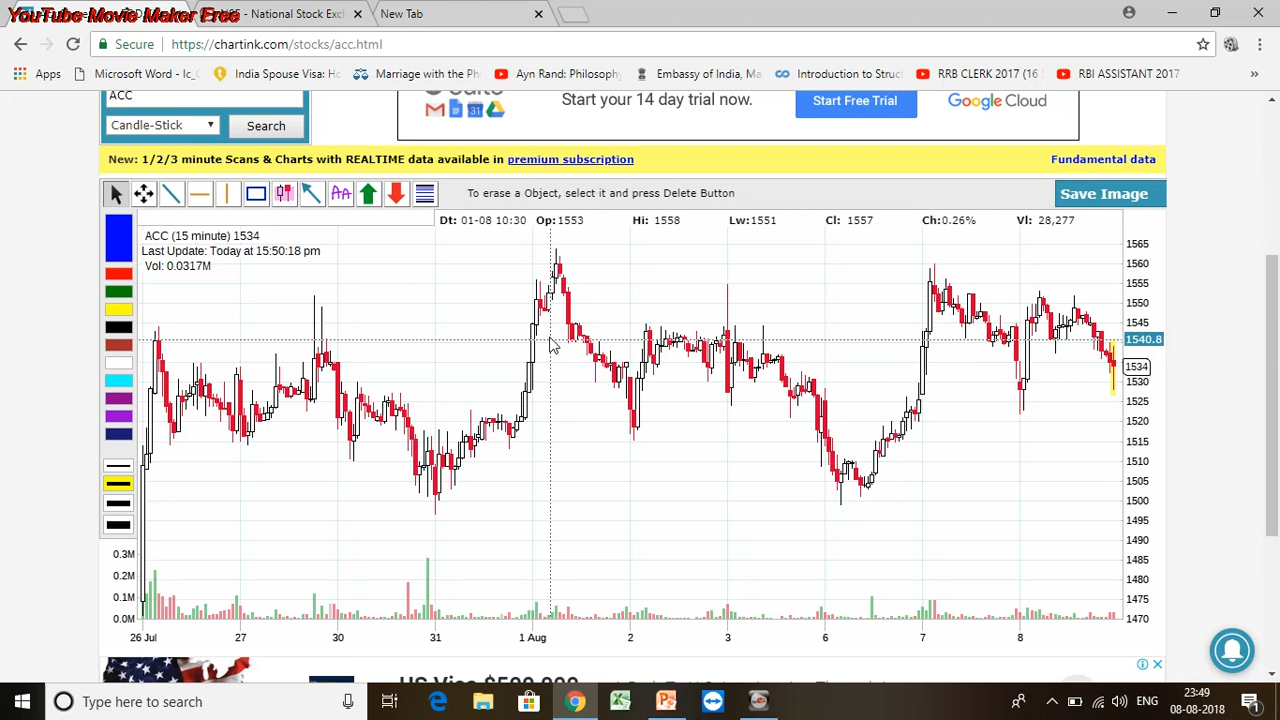 YouTube Movie Maker Free
- National Stock Exch
New Tab
Secure
https://chartink.com/stocks/acc.html
Apps
Microsoft Word - lc_
India Spouse Visa: Ho
Marriage with the Ph
Ayn Rand: Philosophy
Embassy of India, Ma
Introduction to Struc
RRB CLERK 2017 (16 S
RBI ASSISTANT 2017
»
ACC
Start your 14 day trial now.
Start Free Trial
Google Cloud
Candle-Stick
Search
New: 1/2/3 minute Scans & Charts with REALTIME data available in premium subscription
Fundamental data
To erase a Object, select it and press Delete Button
Save Image
Dt: 01-08 10:30 Op:1553 Hi: 1558 Lw:1551 Cl: 1557 Ch:0.26% Vl: 28,277
ACC (15 minute) 1534
Last Update: Today at 15:50:18 pm
Vol: 0.0317M
1565
1560
1555
1550
1545
1540.8
1534
1530
1525
1520
1515
1510
1505
1500
1495
1490
1485
1480
1475
1470
0.3M
0.2M
0.1M
0.0M
26 Jul 27 30 31 1 Aug 2 3 6 7 8
Type here to search
ENG
23:49
08-08-2018
1